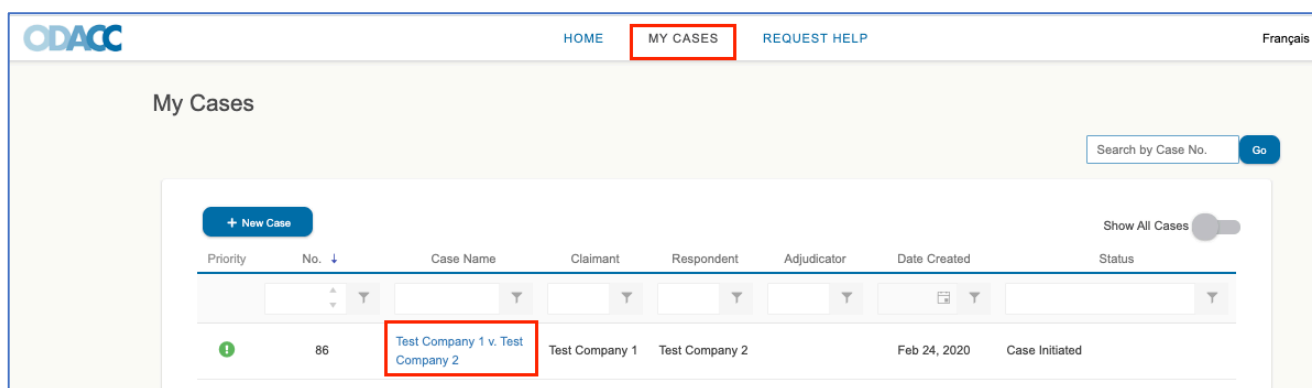 ODACC
HOME
MY CASES
REQUEST HELP
Français
My Cases
Search by Case No.
Go
+ New Case
Show All Cases
Priority
No.
Case Name
Claimant
Respondent
Adjudicator
Date Created
Status
86
Test Company 1 v. Test
Company 2
Test Company 1
Test Company 2
Feb 24, 2020
Case Initiated